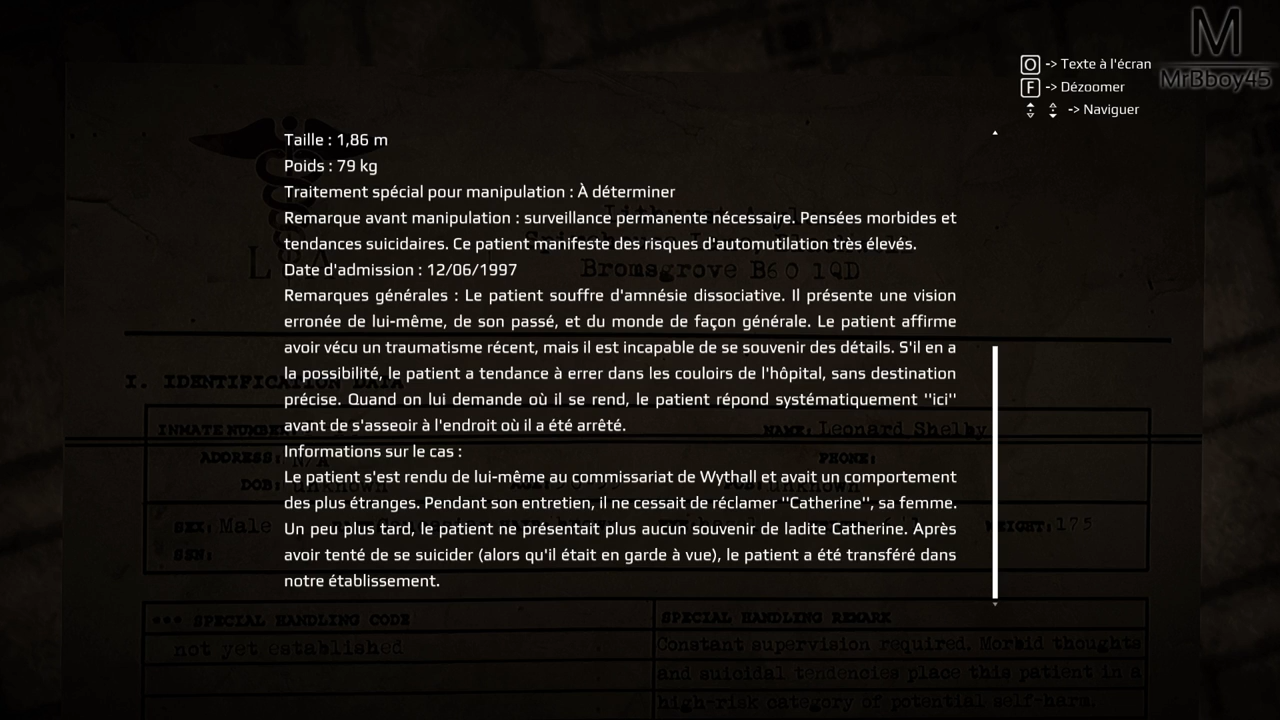 M
MrBboy45
O -> Texte à l'écran
F -> Dézoomer
-> Naviguer
Taille : 1,86 m
Poids : 79 kg
Traitement spécial pour manipulation : À déterminer
Remarque avant manipulation : surveillance permanente nécessaire. Pensées morbides et
tendances suicidaires. Ce patient manifeste des risques d'automutilation très élevés.
Date d'admission : 12/06/1997
Remarques générales : Le patient souffre d'amnésie dissociative. Il présente une vision
erronée de lui-même, de son passé, et du monde de façon générale. Le patient affirme
avoir vécu un traumatisme récent, mais il est incapable de se souvenir des détails. S'il en a
la possibilité, le patient a tendance à errer dans les couloirs de l'hôpital, sans destination
précise. Quand on lui demande où il se rend, le patient répond systématiquement ''ici''
avant de s'asseoir à l'endroit où il a été arrêté.
Informations sur le cas :
Le patient s'est rendu de lui-même au commissariat de Wythall et avait un comportement
des plus étranges. Pendant son entretien, il ne cessait de réclamer ''Catherine'', sa femme.
Un peu plus tard, le patient ne présentait plus aucun souvenir de ladite Catherine. Après
avoir tenté de se suicider (alors qu'il était en garde à vue), le patient a été transféré dans
notre établissement.
L A
Bromsgrove B60 1QD
I. IDENTIFICATION DATA
INMATE NUMBER
NAME: Leonard Shelby
ADDRESS: N/A
PHONE:
DOB: unknown
unknown
SEX: Male
WEIGHT: 175
SSN:
*** SPECIAL HANDLING CODE
SPECIAL HANDLING REMARK
not yet established
Constant supervision required. Morbid thoughts
and suicidal tendencies place this patient in a
high-risk category of potential self-harm.